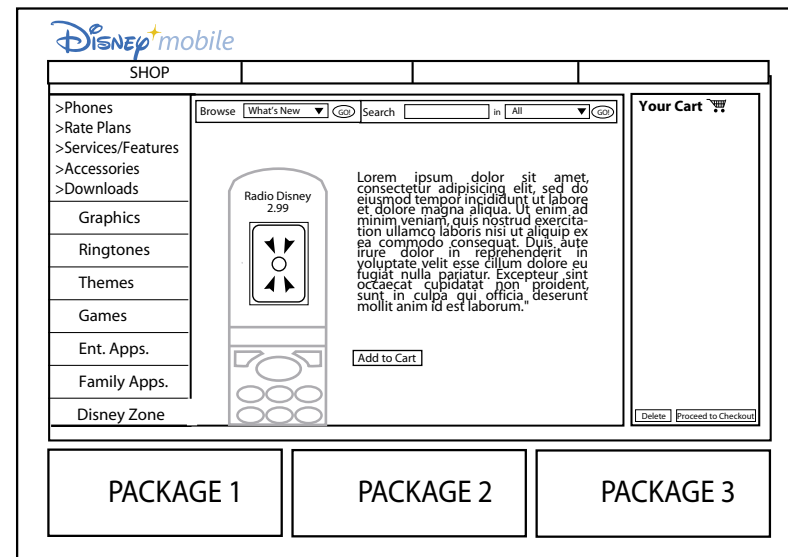 Disney mobile
SHOP
>Phones
>Rate Plans
>Services/Features
>Accessories
>Downloads
Graphics
Ringtones
Themes
Games
Ent. Apps.
Family Apps.
Disney Zone
Browse What's New GO! Search in All GO!
Radio Disney
2.99
Lorem ipsum dolor sit amet,
consectetur adipisicing elit, sed do
eiusmod tempor incididunt ut labore
et dolore magna aliqua. Ut enim ad
minim veniam, quis nostrud exercita-
tion ullamco laboris nisi ut aliquip ex
ea commodo consequat. Duis aute
irure dolor in reprehenderit in
voluptate velit esse cillum dolore eu
fugiat nulla pariatur. Excepteur sint
occaecat cupidatat non proident,
sunt in culpa qui officia deserunt
mollit anim id est laborum."
Add to Cart
Your Cart
Delete Proceed to Checkout
PACKAGE 1
PACKAGE 2
PACKAGE 3